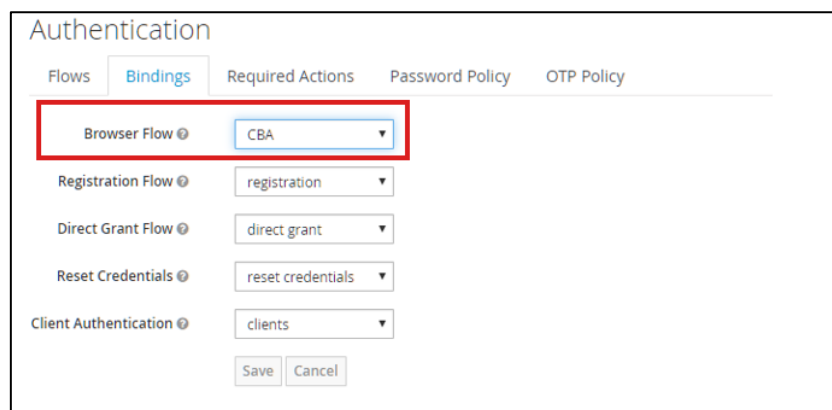 Authentication
Flows Bindings Required Actions Password Policy OTP Policy
Browser Flow CBA
Registration Flow registration
Direct Grant Flow direct grant
Reset Credentials reset credentials
Client Authentication clients
Save Cancel